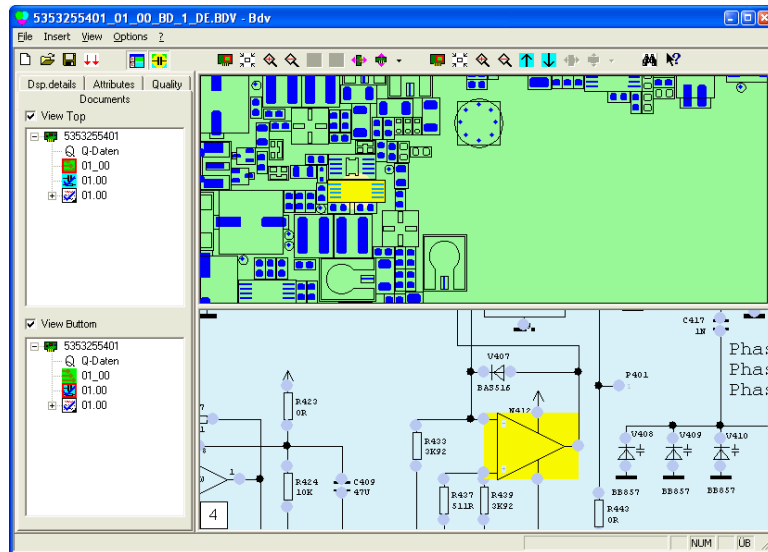 5353255401_01_00_BD_1_DE.BDV - Bdv
File Insert View Options ?
Dsp.details Attributes Quality
Documents
View Top
5353255401
Q-Daten
01_00
01.00
01.00
View Buttom
5353255401
Q-Daten
01_00
01.00
01.00
C417
1N
V407
BAS516
Phas
Phas
Phas
P401
1
R423
0R
N412
R433
3K92
V408
V409
V410
1
R424
10K
C409
47U
R437
511R
R439
3K92
BB857
BB857
BB857
R443
0R
4
NUM ÜB